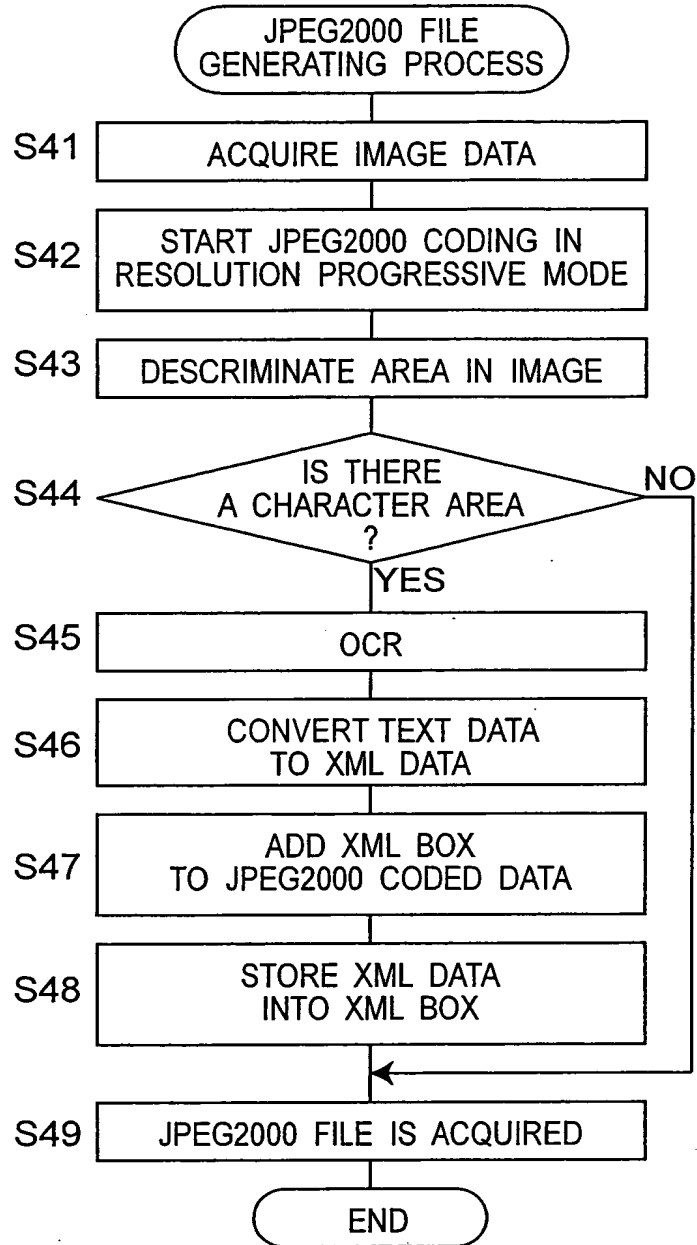 JPEG2000 FILE
GENERATING PROCESS
S41
ACQUIRE IMAGE DATA
S42
START JPEG2000 CODING IN
RESOLUTION PROGRESSIVE MODE
S43
DESCRIMINATE AREA IN IMAGE
S44
IS THERE
A CHARACTER AREA
?
NO
YES
S45
OCR
S46
CONVERT TEXT DATA
TO XML DATA
S47
ADD XML BOX
TO JPEG2000 CODED DATA
S48
STORE XML DATA
INTO XML BOX
S49
JPEG2000 FILE IS ACQUIRED
END